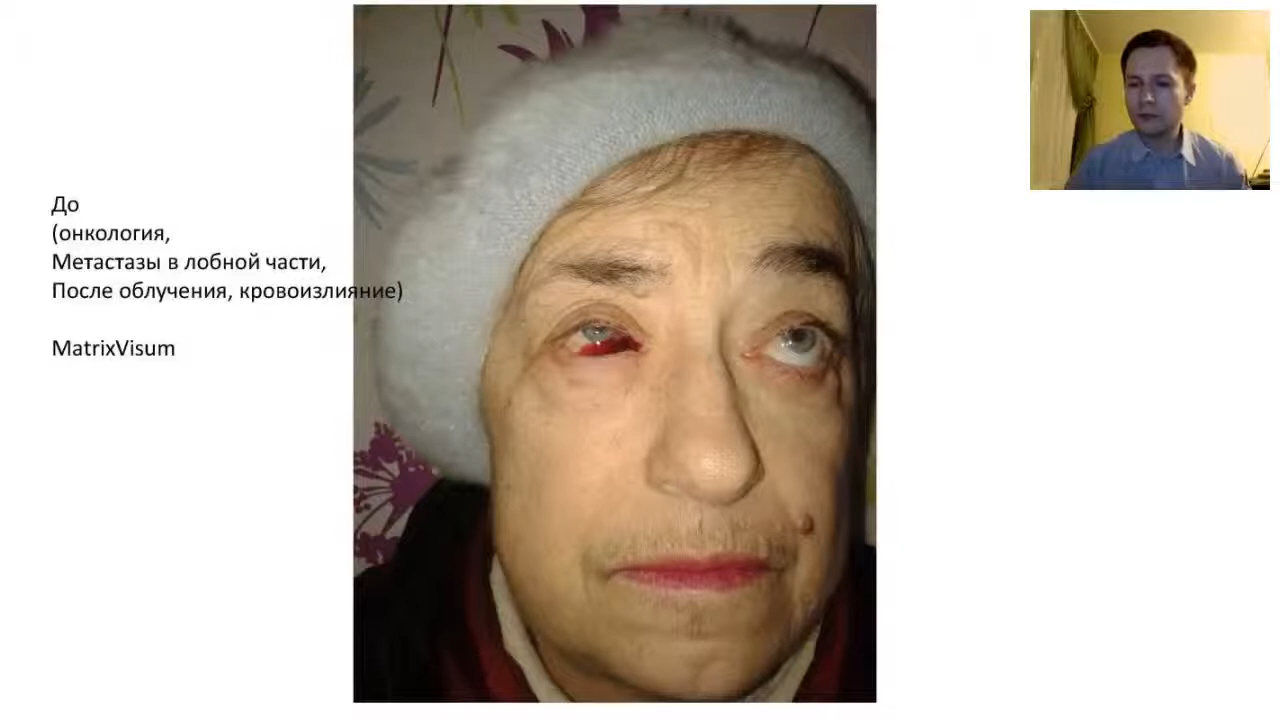 До
(онкология,
Метастазы в лобной части,
После облучения, кровоизлияние)
MatrixVisum